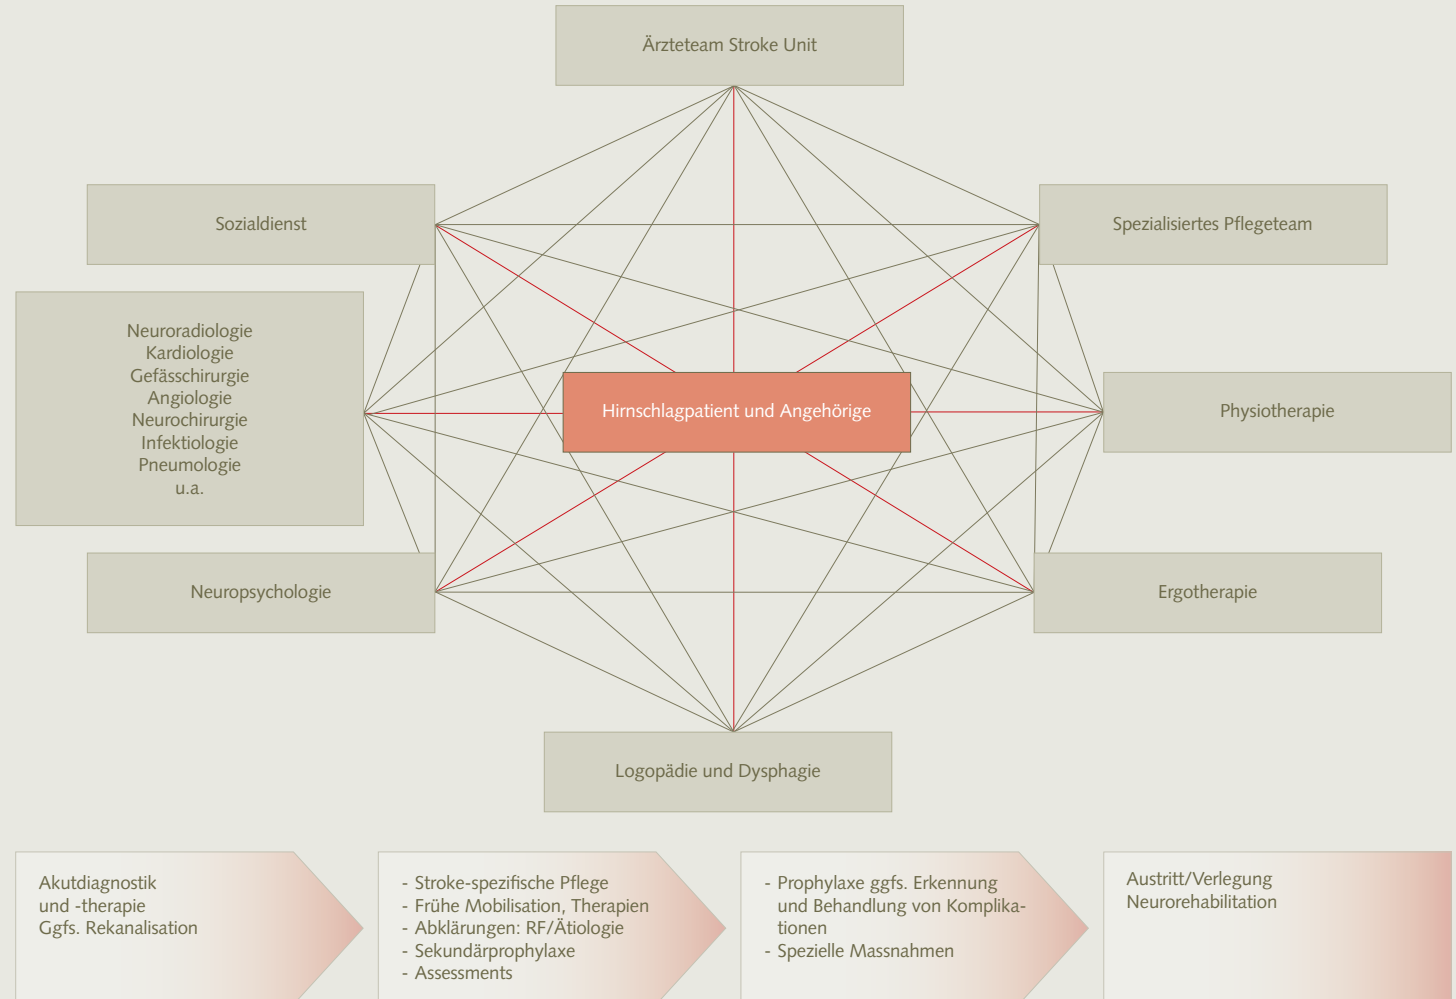 Ärzteteam Stroke Unit
Sozialdienst
Spezialisiertes Pflegeteam
Neuroradiologie
Kardiologie
Gefässchirurgie
Angiologie
Neurochirurgie
Infektiologie
Pneumologie
u.a.
Hirnschlagpatient und Angehörige
Physiotherapie
Neuropsychologie
Ergotherapie
Logopädie und Dysphagie
Akutdiagnostik
und -therapie
Ggfs. Rekanalisation
- Stroke-spezifische Pflege
- Frühe Mobilisation, Therapien
- Abklärungen: RF/Ätiologie
- Sekundärprophylaxe
- Assessments
- Prophylaxe ggfs. Erkennung
und Behandlung von Komplika-
tionen
- Spezielle Massnahmen
Austritt/Verlegung
Neurorehabilitation